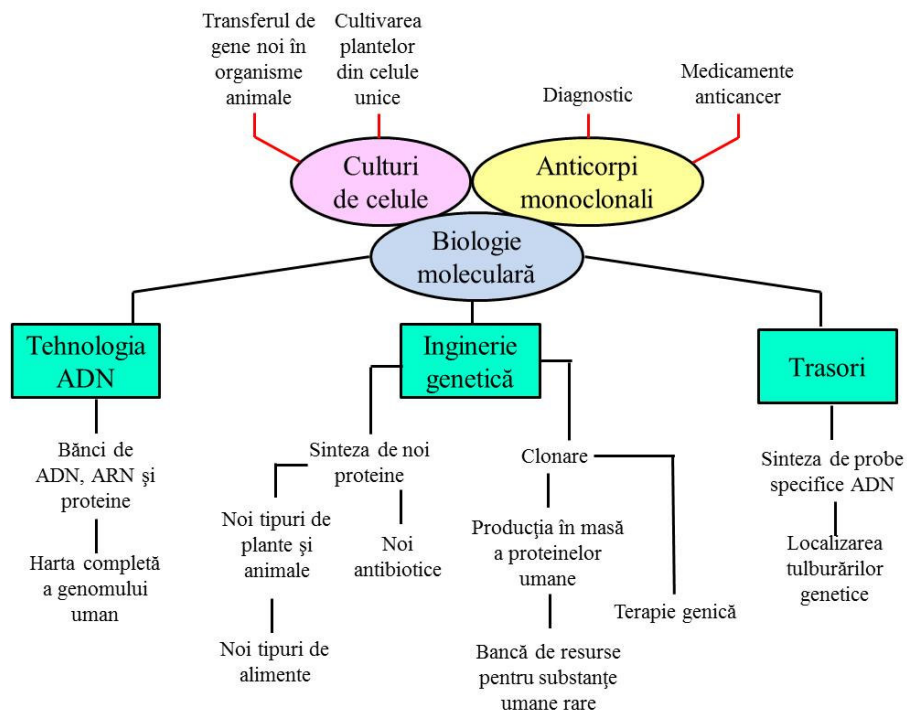 Transferul de
gene noi în
organisme
animale
Cultivarea
plantelor
din celule
unice
Diagnostic
Medicamente
anticancer
Culturi
de celule
Anticorpi
monoclonali
Biologie
moleculară
Tehnologia
ADN
Inginerie
genetică
Trasori
Bănci de
ADN, ARN şi
proteine
Harta completă
a genomului
uman
Sinteza de noi
proteine
Noi tipuri de
plante şi
animale
Noi tipuri de
alimente
Noi
antibiotice
Clonare
Producţia în masă
a proteinelor
umane
Bancă de resurse
pentru substanţe
umane rare
Terapie genică
Sinteza de probe
specifice ADN
Localizarea
tulburărilor
genetice